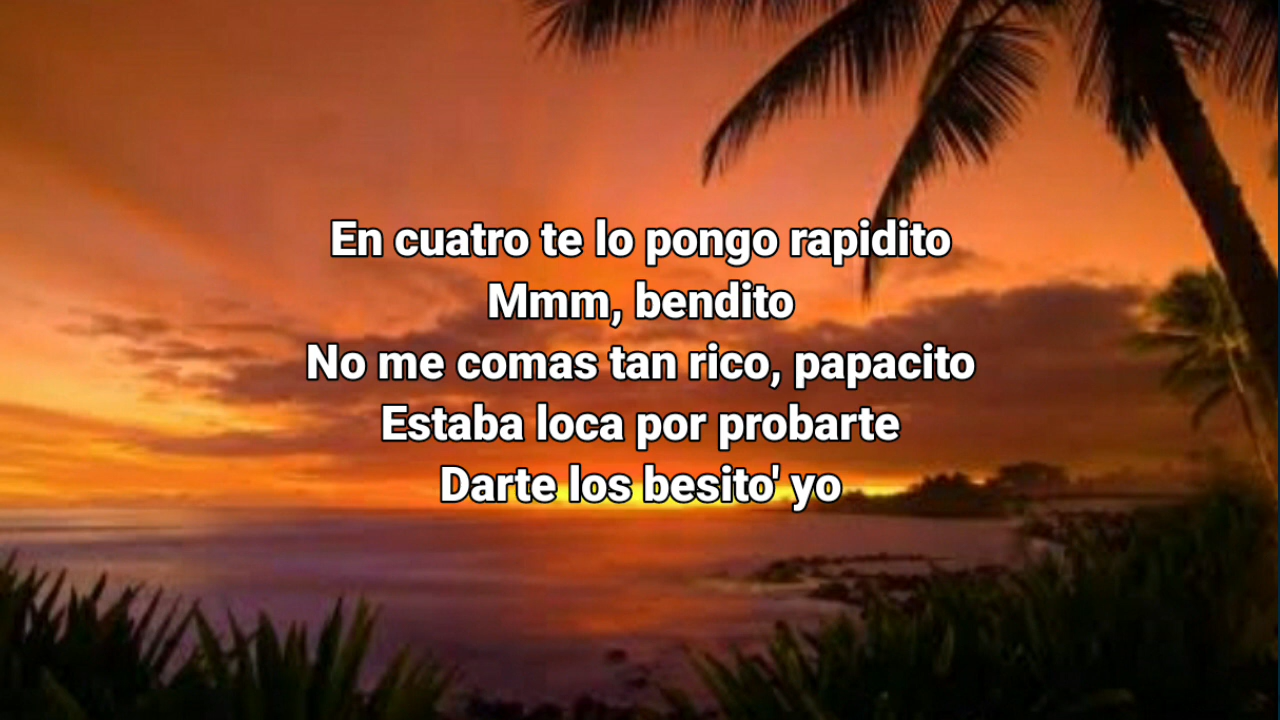 En cuatro te lo pongo rapidito
Mmm, bendito
No me comas tan rico, papacito
Estaba loca por probarte
Darte los besito' yo